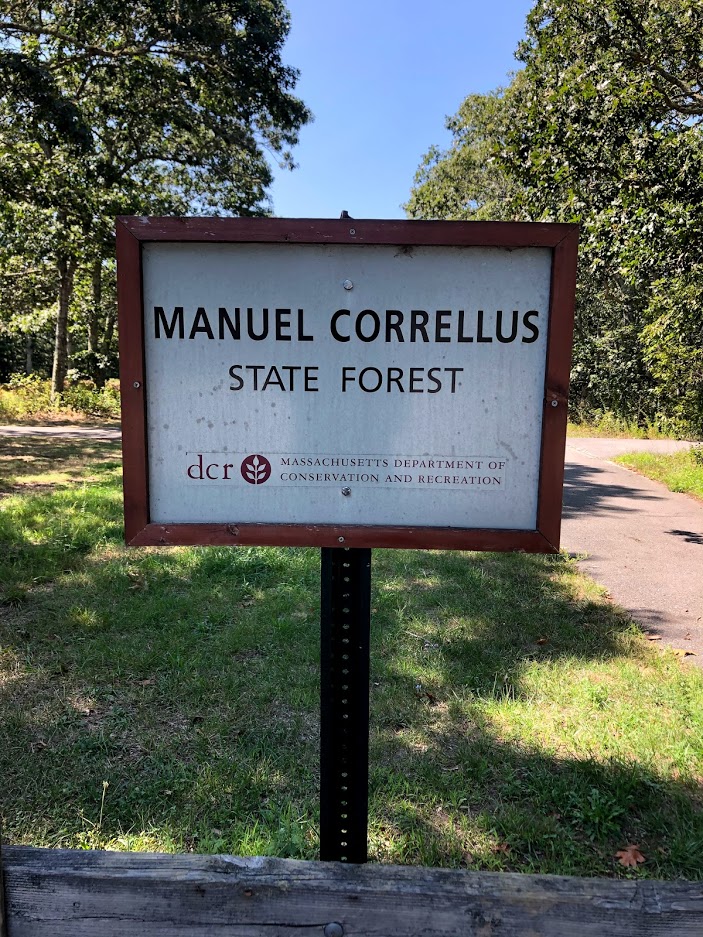 MANUEL CORRELLUS
STATE FOREST
dcr MASSACHUSETTS DEPARTMENT OF
CONSERVATION AND RECREATION